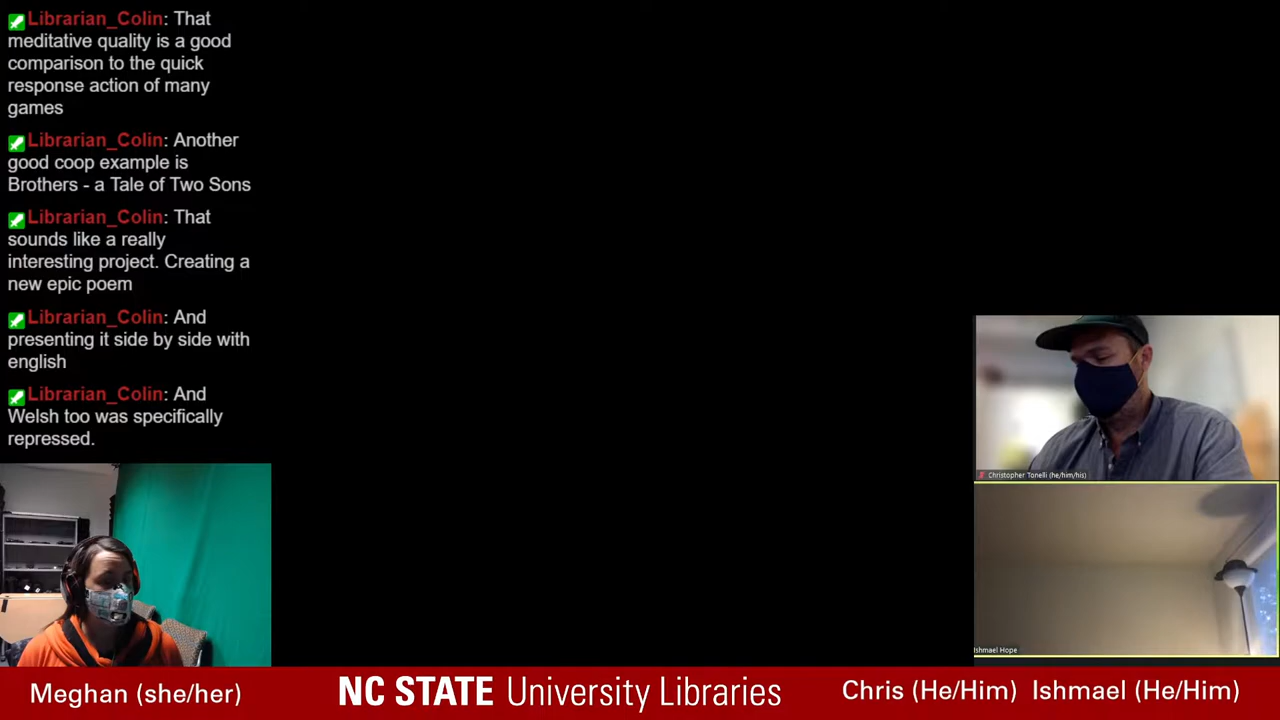 Librarian_Colin: That
meditative quality is a good
comparison to the quick
response action of many
games
Librarian_Colin: Another
good coop example is
Brothers - a Tale of Two Sons
Librarian_Colin: That
sounds like a really
interesting project. Creating a
new epic poem
Librarian_Colin: And
presenting it side by side with
english
Librarian_Colin: And
Welsh too was specifically
repressed.
Christopher Tonelli (he/him/his)
Ishmael Hope
Meghan (she/her)
NC STATE University Libraries
Chris (He/Him) Ishmael (He/Him)